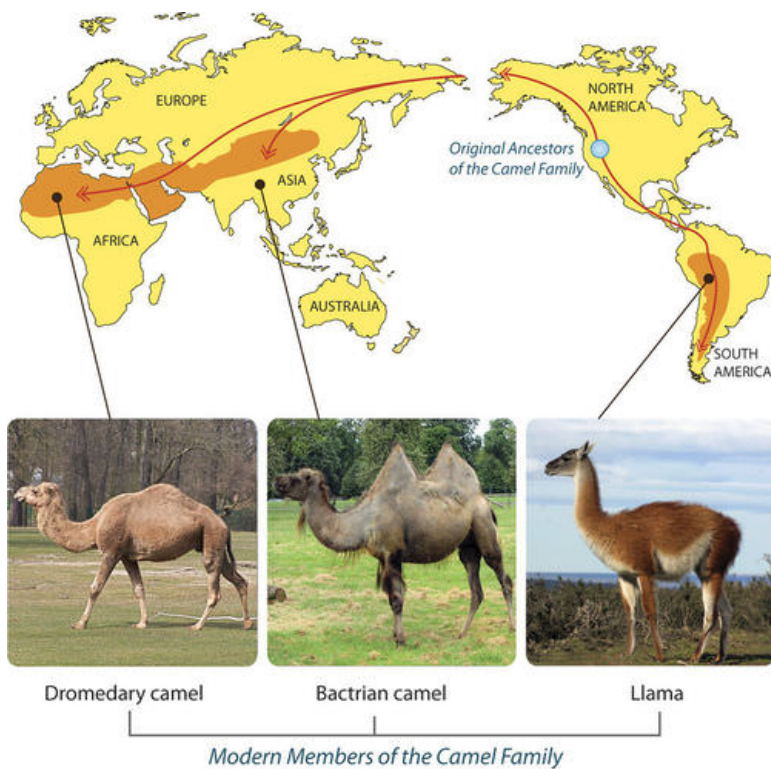 EUROPE
NORTH
AMERICA
Original Ancestors
of the Camel Family
ASIA
AFRICA
AUSTRALIA
SOUTH
AMERICA
Dromedary camel
Bactrian camel
Llama
Modern Members of the Camel Family